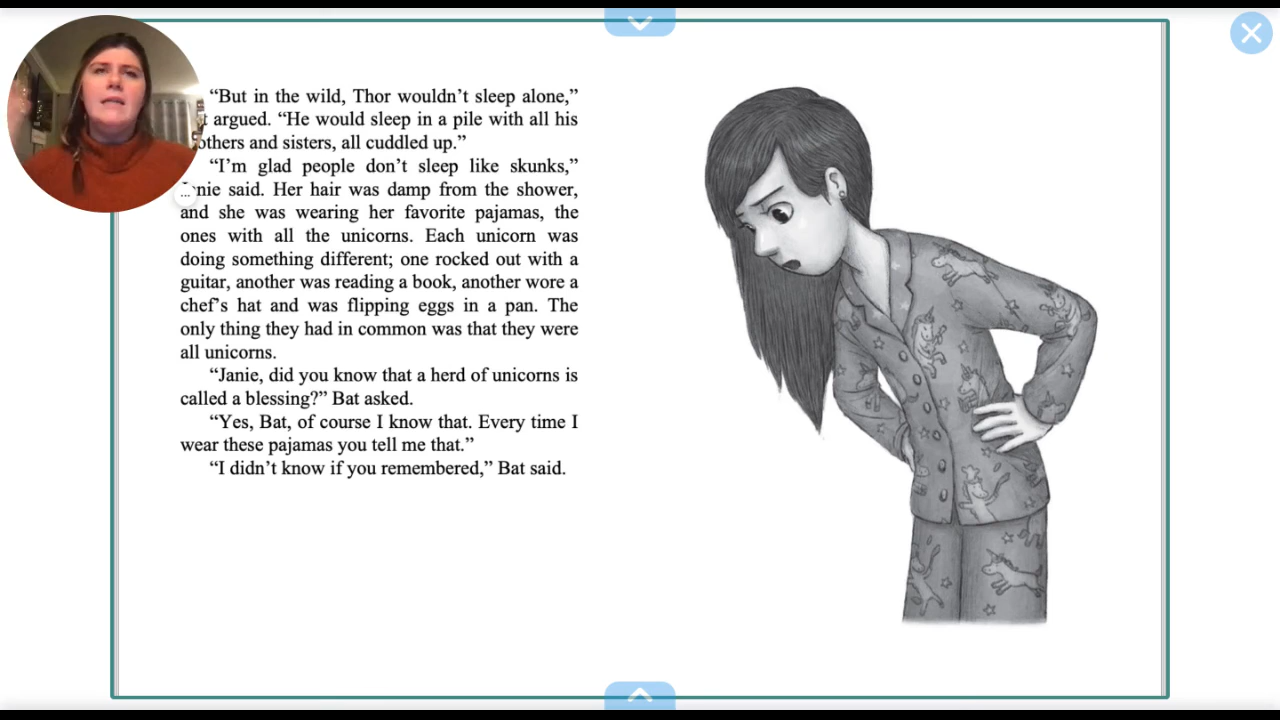 “But in the wild, Thor wouldn’t sleep alone,”
t argued. “He would sleep in a pile with all his
others and sisters, all cuddled up.”
“I’m glad people don’t sleep like skunks,”
nie said. Her hair was damp from the shower,
and she was wearing her favorite pajamas, the
ones with all the unicorns. Each unicorn was
doing something different; one rocked out with a
guitar, another was reading a book, another wore a
chef’s hat and was flipping eggs in a pan. The
only thing they had in common was that they were
all unicorns.
“Janie, did you know that a herd of unicorns is
called a blessing?” Bat asked.
“Yes, Bat, of course I know that. Every time I
wear these pajamas you tell me that.”
“I didn’t know if you remembered,” Bat said.